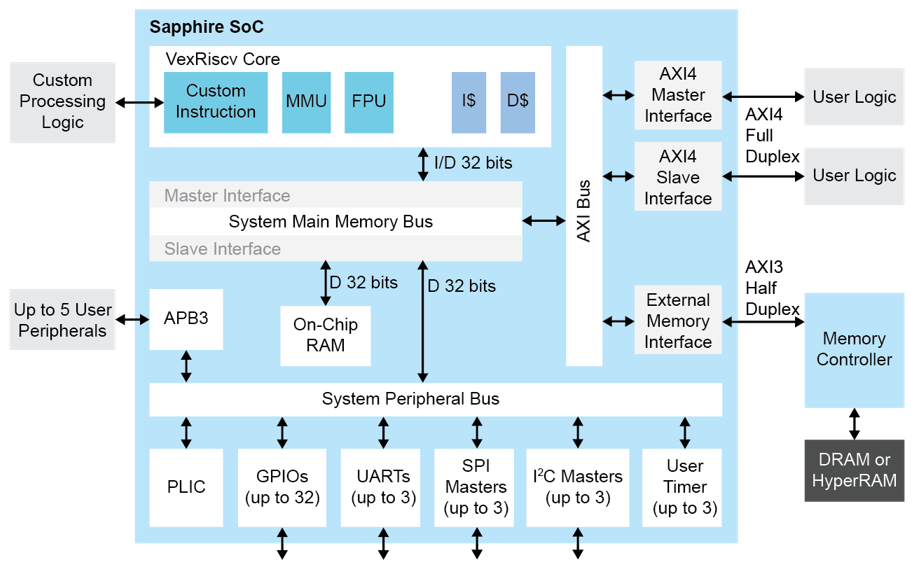 Sapphire SoC
VexRiscv Core
Custom
Processing
Logic
Custom
Instruction
MMU
FPU
I$
D$
I/D 32 bits
Master Interface
System Main Memory Bus
Slave Interface
D 32 bits
D 32 bits
AXI Bus
AXI4
Master
Interface
AXI4
Slave
Interface
AXI4
Full
Duplex
User Logic
User Logic
External
Memory
Interface
AXI3
Half
Duplex
Memory
Controller
DRAM or
HyperRAM
Up to 5 User
Peripherals
APB3
On-Chip
RAM
System Peripheral Bus
PLIC
GPIOs
(up to 32)
UARTs
(up to 3)
SPI
Masters
(up to 3)
I²C Masters
(up to 3)
User
Timer
(up to 3)